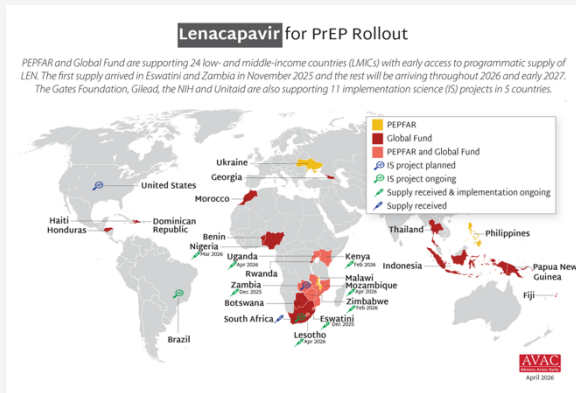 Lenacapavir for PrEP Rollout
PEPFAR and Global Fund are supporting 24 low- and middle-income countries (LMICs) with early access to programmatic supply of
LEN. The first supply arrived in Eswatini and Zambia in November 2025 and the rest will be arriving throughout 2026 and early 2027.
The Gates Foundation, Gilead, the NIH and Unitaid are also supporting 11 implementation science (IS) projects in 5 countries.
PEPFAR
Global Fund
PEPFAR and Global Fund
IS project planned
IS project ongoing
Supply received & implementation ongoing
Supply received
Ukraine
Georgia
United States
Morocco
Haiti
Honduras
Dominican
Republic
Benin
Nigeria
Mar 2026
Uganda
Apr 2026
Rwanda
Zambia
Dec 2025
Botswana
South Africa
Kenya
Feb 2026
Malawi
Mozambique
Apr 2026
Zimbabwe
Feb 2026
Eswatini
Dec 2025
Lesotho
Apr 2026
Brazil
Thailand
Philippines
Indonesia
Papua New
Guinea
Fiji
AVAC
April 2026